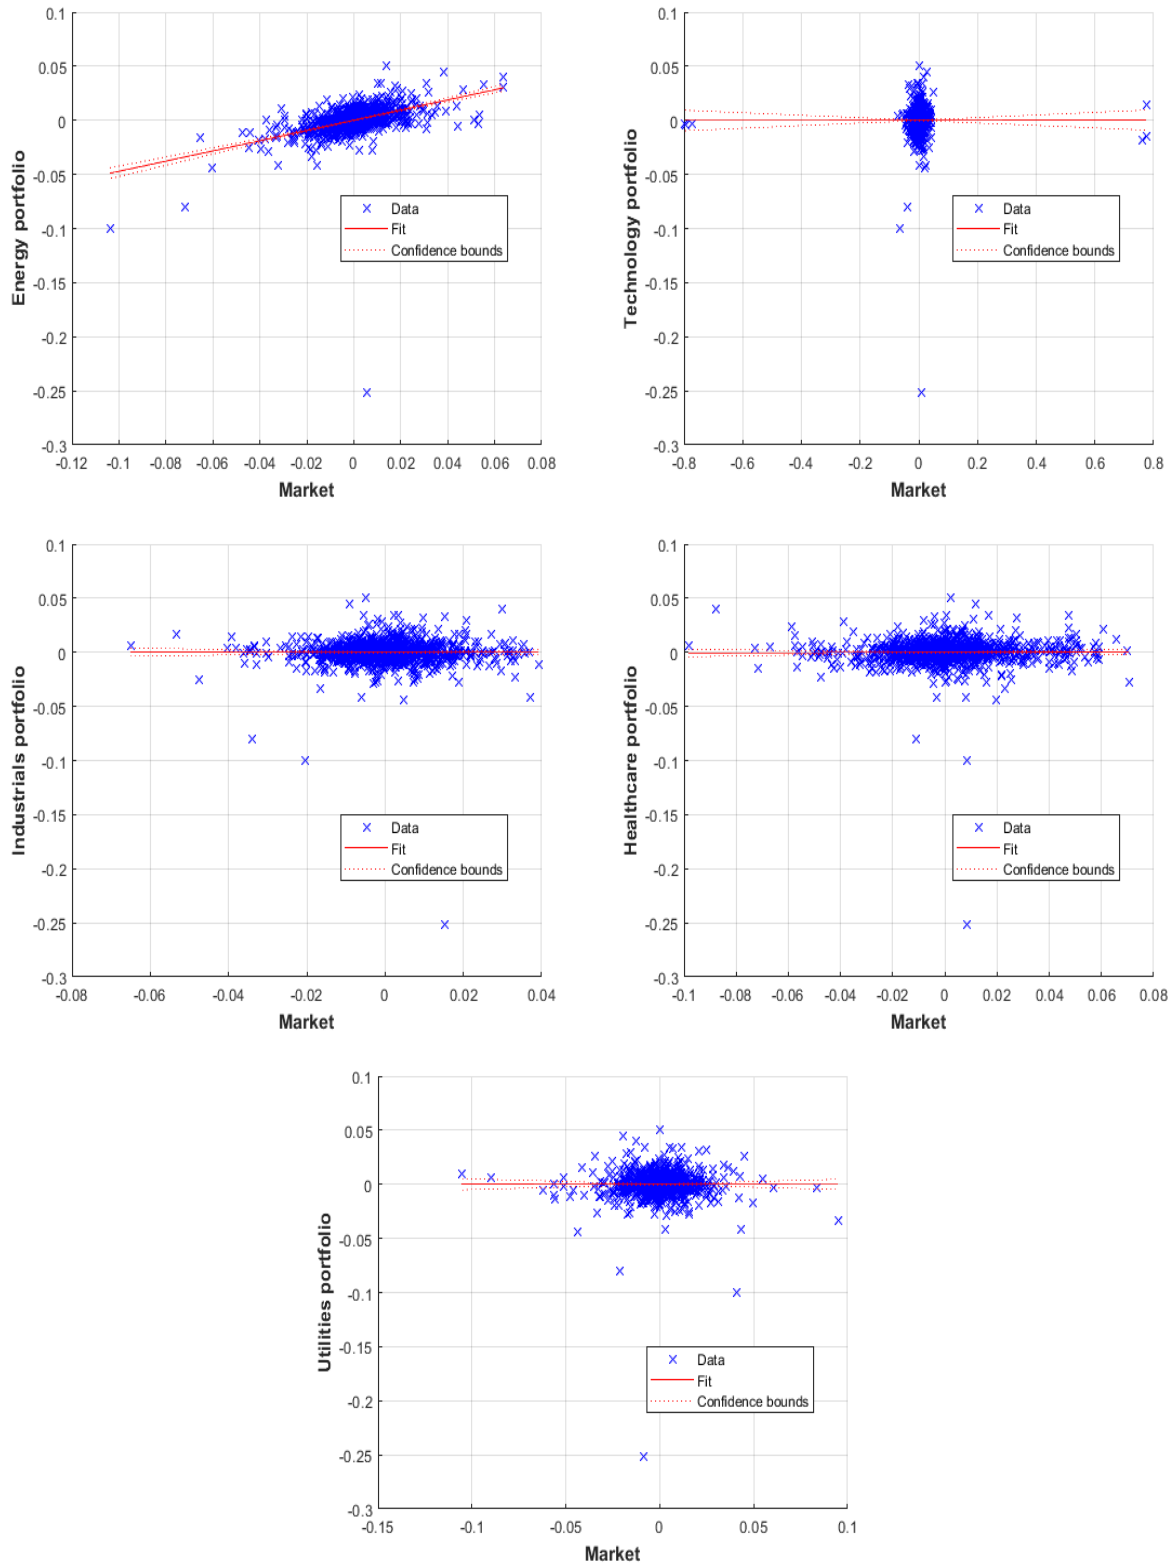 0.1
0.05
0
-0.05
-0.1
-0.15
-0.2
-0.25
-0.3
Energy portfolio
Data
Fit
Confidence bounds
-0.12 -0.1 -0.08 -0.06 -0.04 -0.02 0 0.02 0.04 0.06 0.08
Market
0.1
0.05
0
-0.05
-0.1
-0.15
-0.2
-0.25
-0.3
Technology portfolio
Data
Fit
Confidence bounds
-0.8 -0.6 -0.4 -0.2 0 0.2 0.4 0.6 0.8
Market
0.1
0.05
0
-0.05
-0.1
-0.15
-0.2
-0.25
-0.3
Industrials portfolio
Data
Fit
Confidence bounds
-0.08 -0.06 -0.04 -0.02 0 0.02 0.04
Market
0.1
0.05
0
-0.05
-0.1
-0.15
-0.2
-0.25
-0.3
Healthcare portfolio
Data
Fit
Confidence bounds
-0.1 -0.08 -0.06 -0.04 -0.02 0 0.02 0.04 0.06 0.08
Market
0.1
0.05
0
-0.05
-0.1
-0.15
-0.2
-0.25
-0.3
Utilities portfolio
Data
Fit
Confidence bounds
-0.15 -0.1 -0.05 0 0.05 0.1
Market